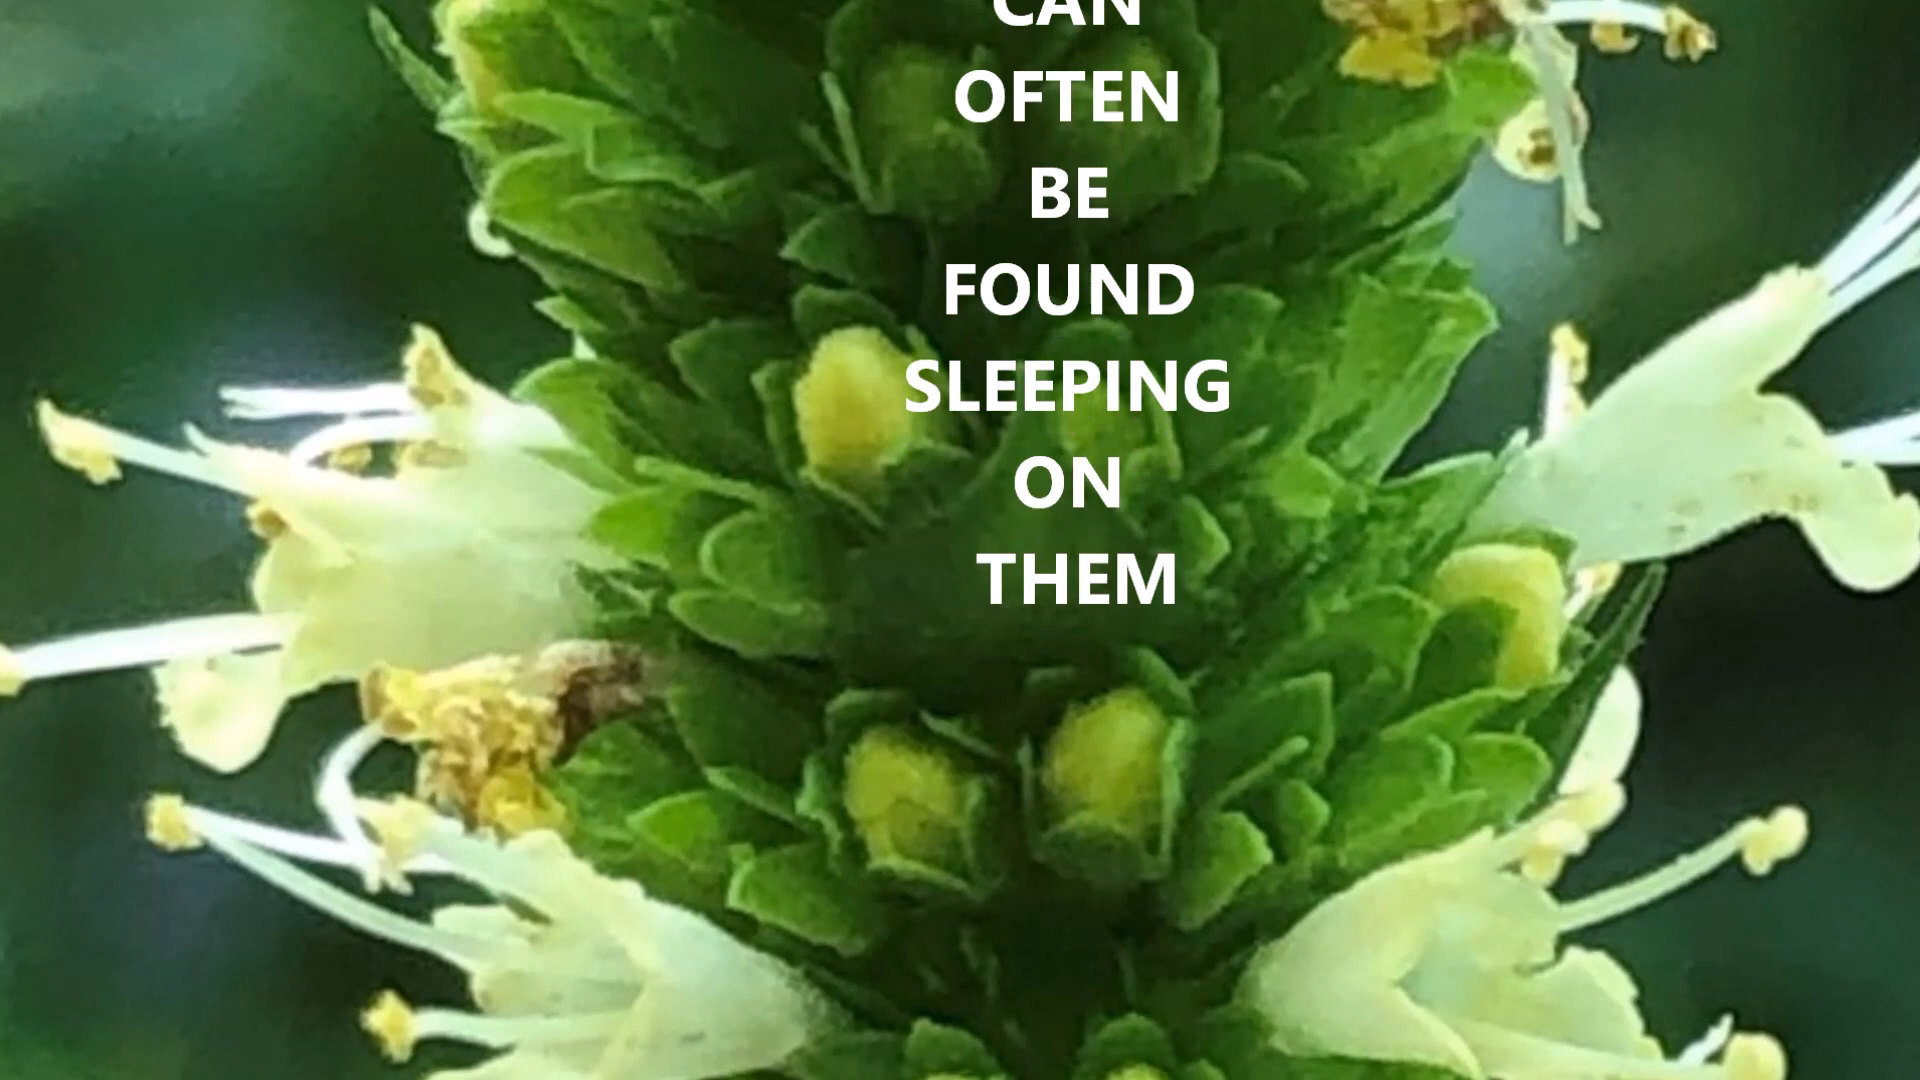 CAN
OFTEN
BE
FOUND
SLEEPING
ON
THEM